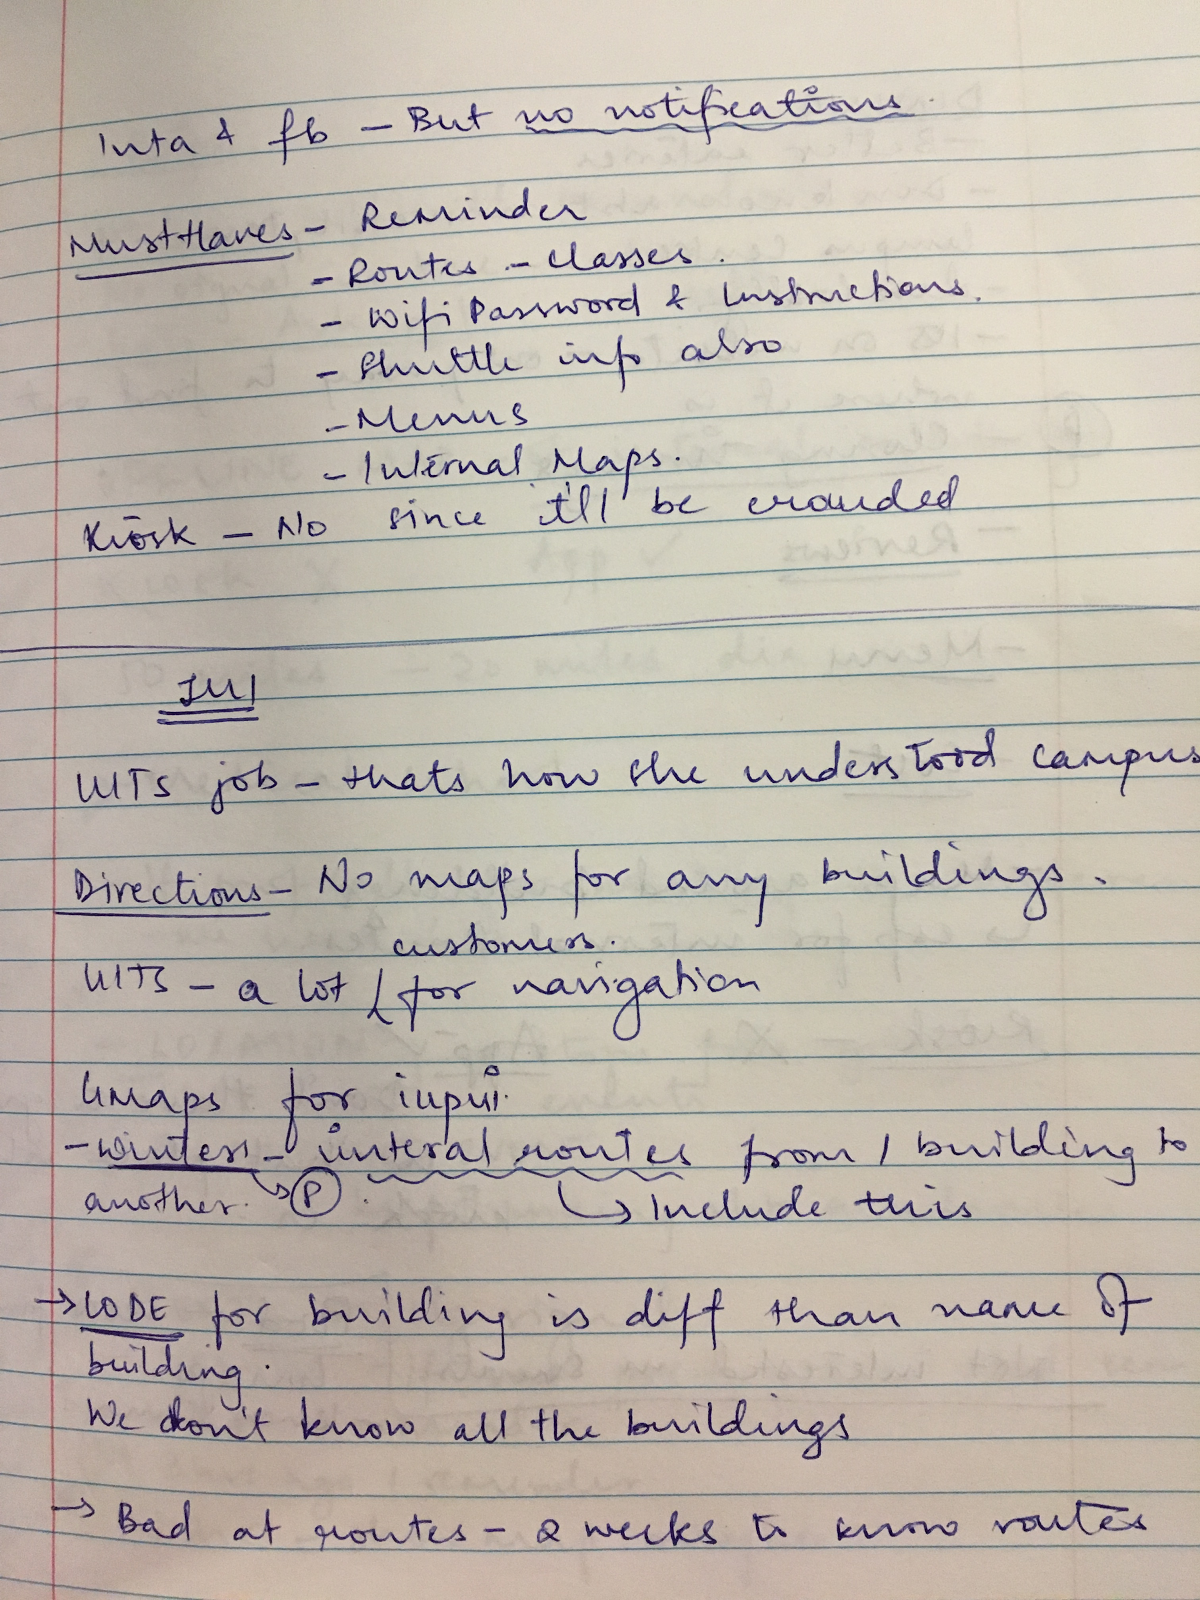 Inta & fb - But no notifications.
Must Haves - Reminder
- Routes - classes.
- Wifi Password & Instructions.
- Shuttle info also
- Menus
- Internal Maps.
Kiosk - No since it'll be crowded
UITS job - thats how she understood campus
Directions - No maps for any buildings.
customers.
UITS - a lot / for navigation
Gmaps for
- Winters - interal routes from 1 building to
another. → P.
↳ Include this
→ CODE for building is diff than name of
building.
We don't know all the buildings
→ Bad at routes - 2 weeks to know routes